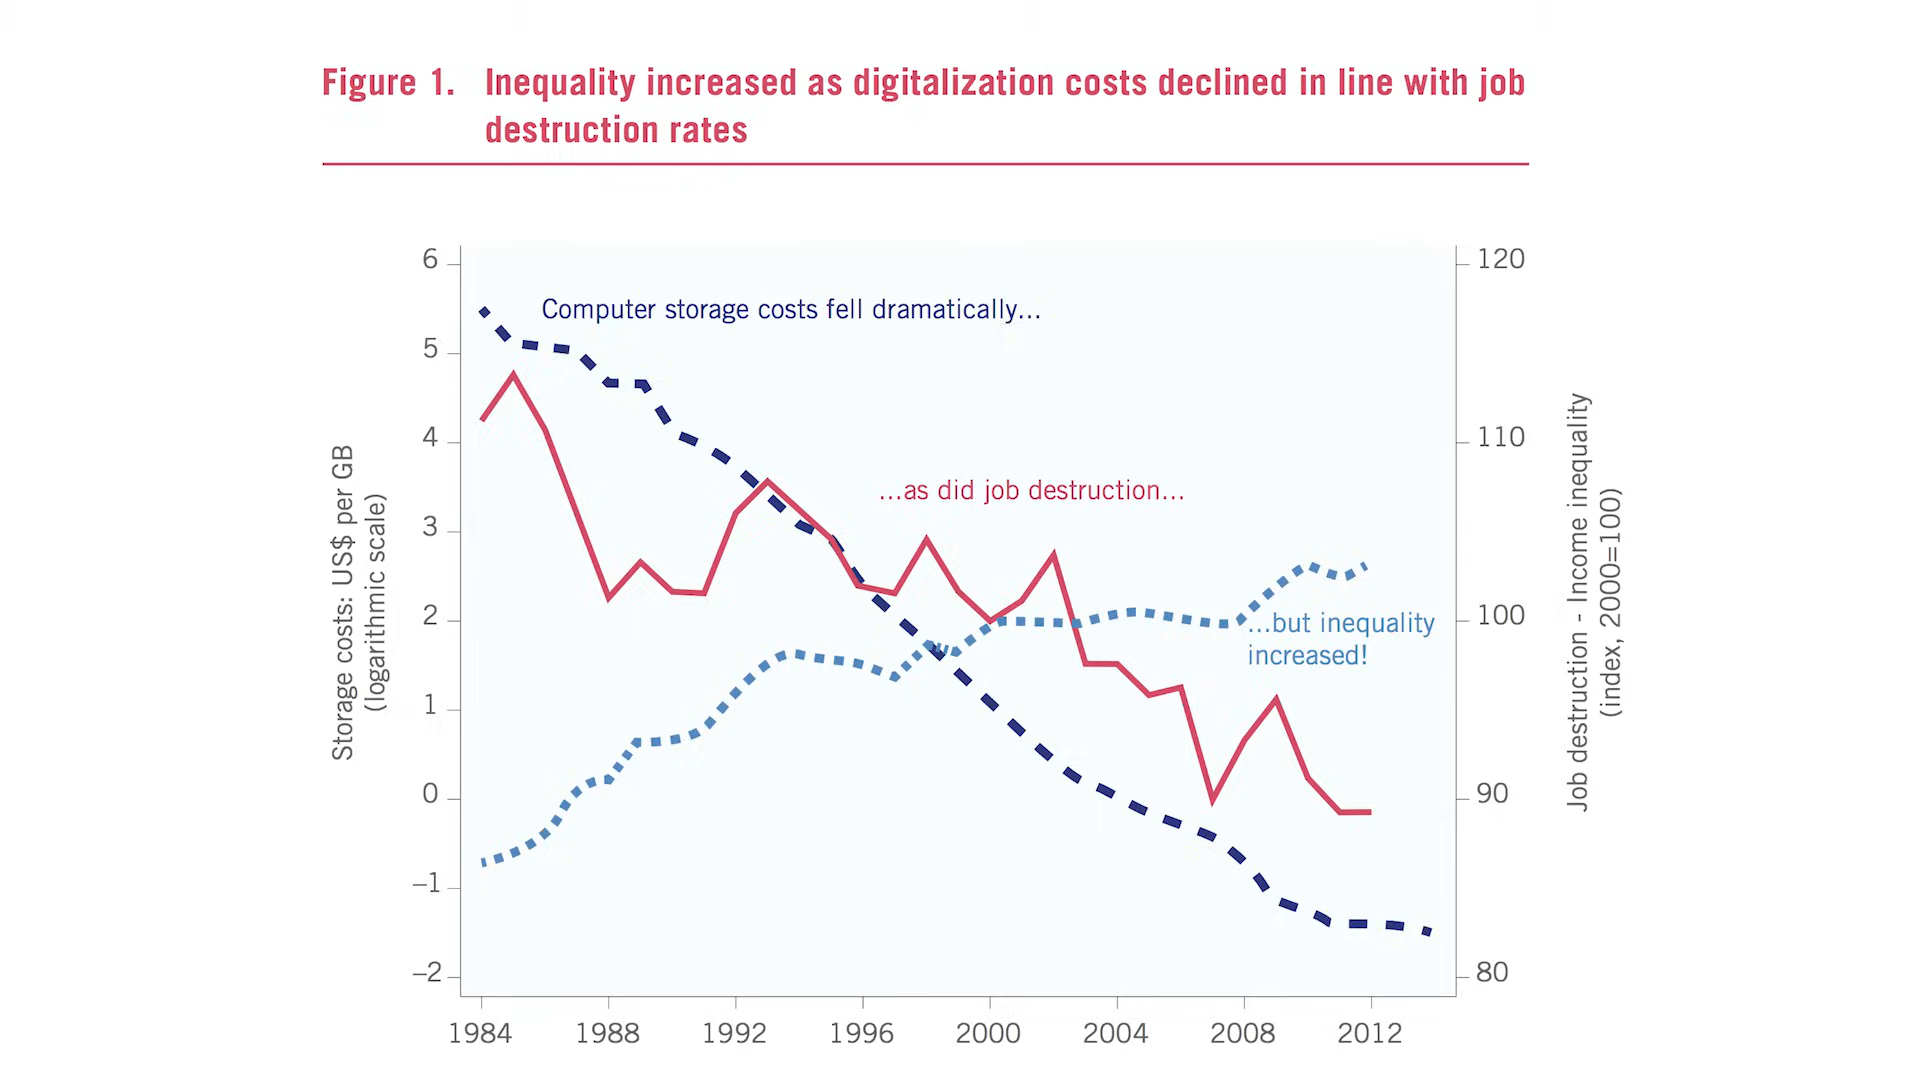 Figure 1. Inequality increased as digitalization costs declined in line with job
destruction rates
6
5
4
3
2
1
0
–1
–2
Storage costs: US$ per GB
(logarithmic scale)
Computer storage costs fell dramatically...
...as did job destruction...
...but inequality
increased!
120
110
100
90
80
Job destruction - Income inequality
(index, 2000=100)
1984 1988 1992 1996 2000 2004 2008 2012